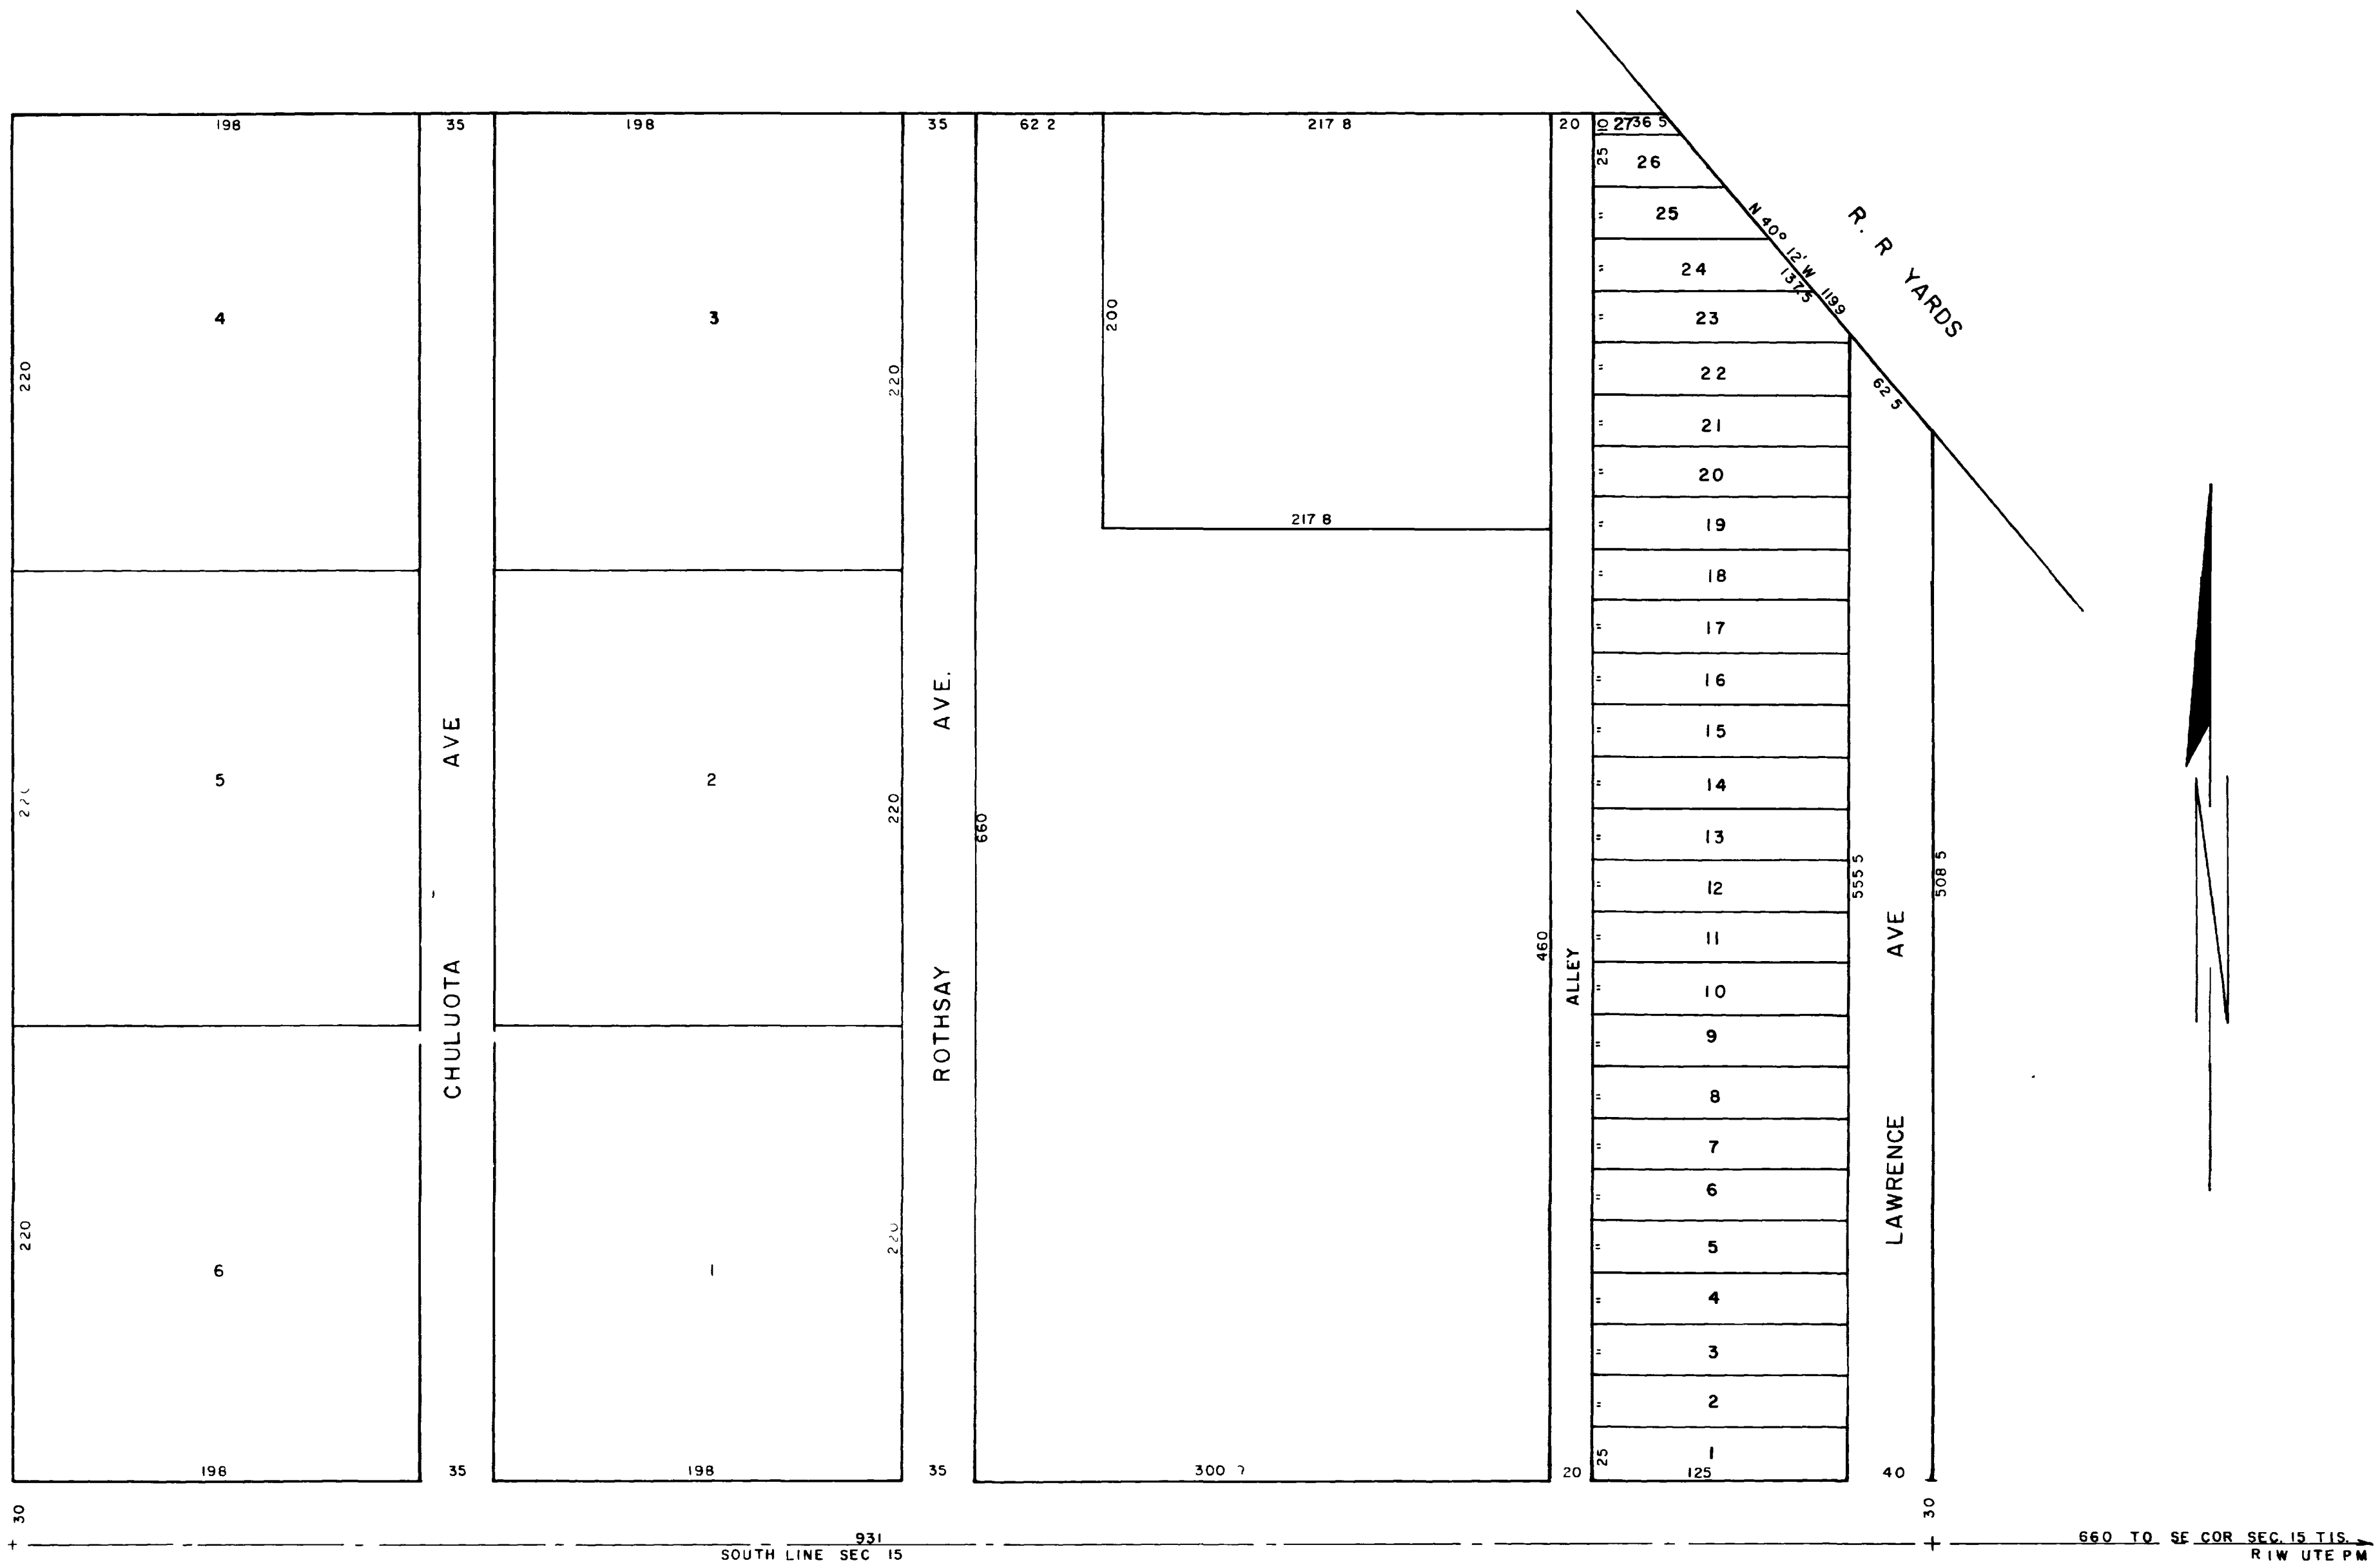 198 35 198 35 62 2 217 8 20 10 27 36 5
25 26
= 25
N 40° 12' W 1199
137.5
R. R YARDS
= 24
4 3 200 = 23
220 220 = 22
62 5
= 21
= 20
217 8 = 19
= 18
= 17
= 16
= 15
5 2 = 14
220 660 = 13
555 5 508 5
= 12
= 11
460
= 10
CHULUOTA AVE
ROTHSAY AVE.
ALLEY
LAWRENCE AVE
= 9
= 8
= 7
= 6
220 220 = 5
6 1 = 4
= 3
= 2
25 1
198 35 198 35 300 20 125 40
30 30
931
SOUTH LINE SEC 15
660 TO SE COR SEC. 15 T1S.
R1W UTE PM